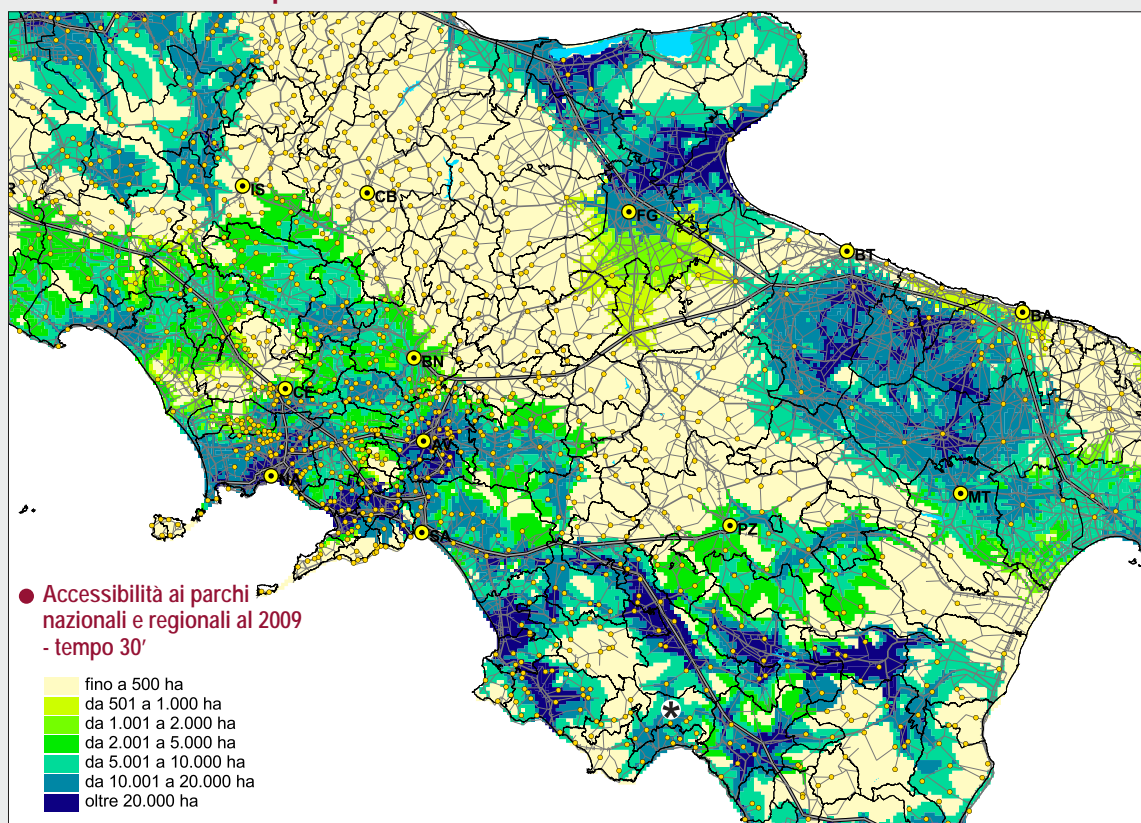 IS
CB
FG
BT
BA
BN
CE
AV
NA
MT
PZ
SA
Accessibilità ai parchi
nazionali e regionali al 2009
- tempo 30'
fino a 500 ha
da 501 a 1.000 ha
da 1.001 a 2.000 ha
da 2.001 a 5.000 ha
da 5.001 a 10.000 ha
da 10.001 a 20.000 ha
oltre 20.000 ha